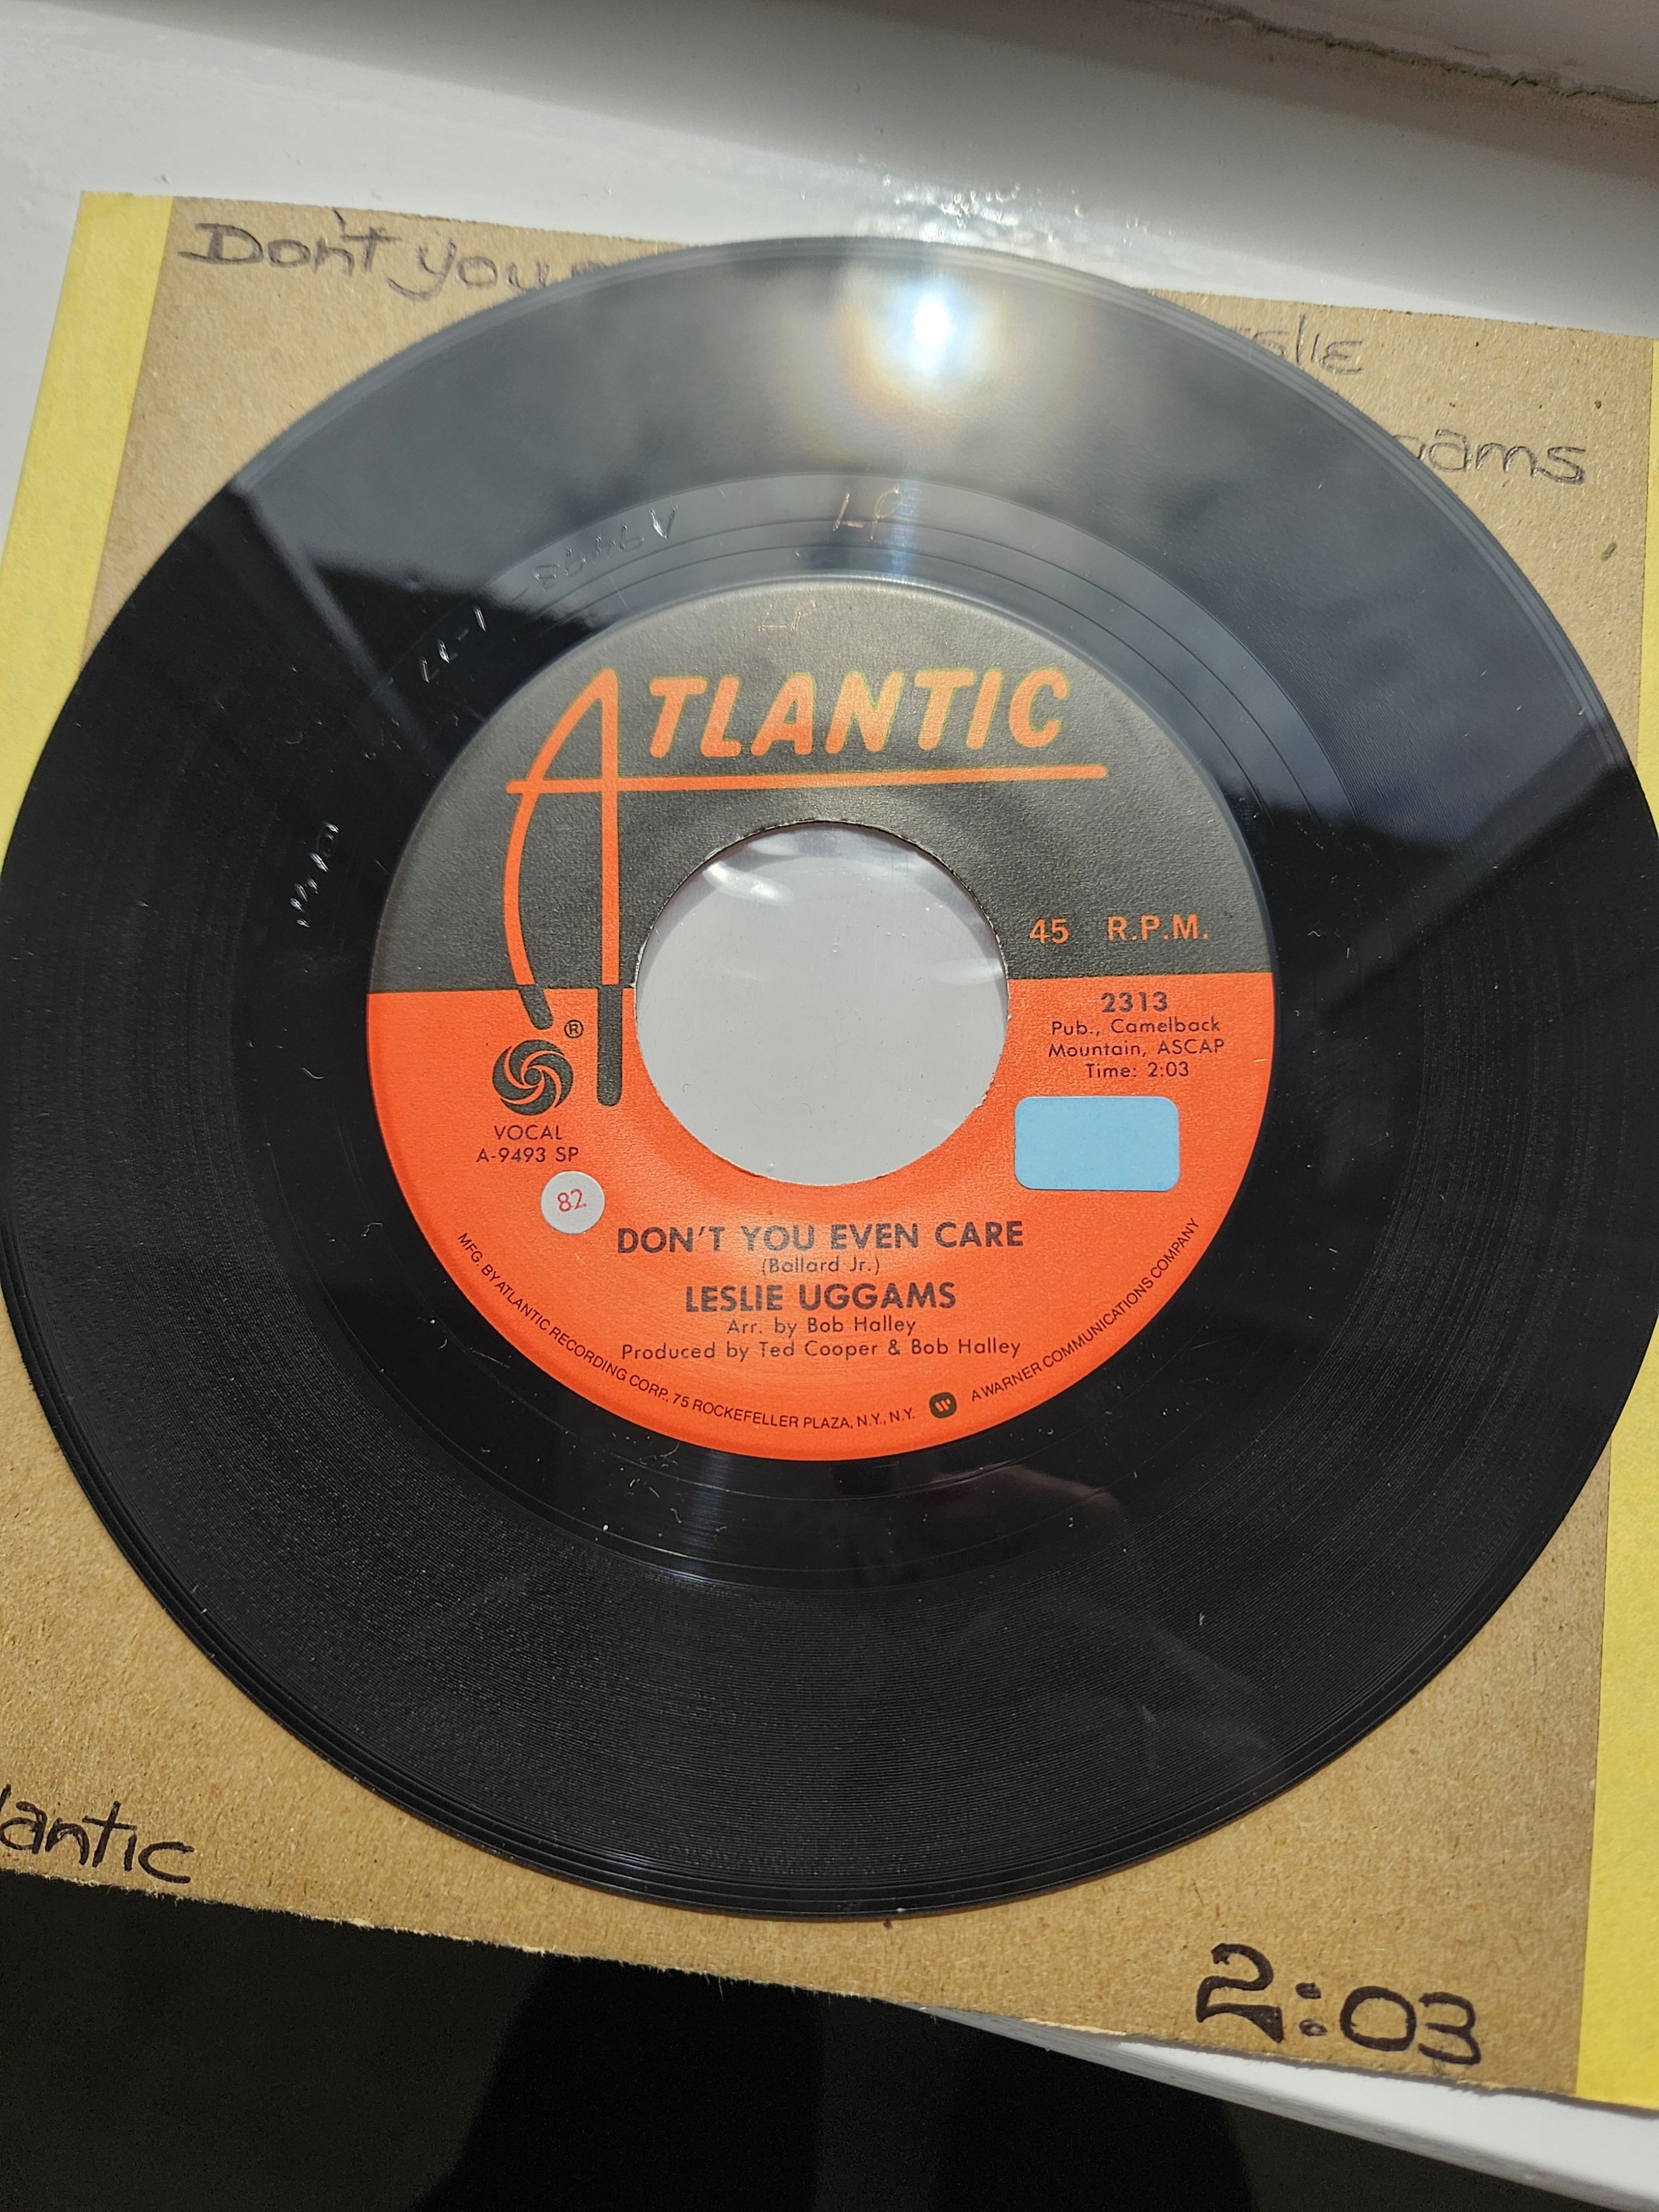 Don't you
slie
gams
LP
LP
ATLANTIC
45 R.P.M.
2313
Pub., Camelback
Mountain, ASCAP
Time: 2:03
®
VOCAL
A-9493 SP
82
DON'T YOU EVEN CARE
(Ballard Jr.)
LESLIE UGGAMS
Arr. by Bob Halley
Produced by Ted Cooper & Bob Halley
MFG. BY ATLANTIC RECORDING CORP., 75 ROCKEFELLER PLAZA, N.Y., N.Y. A WARNER COMMUNICATIONS COMPANY
lantic
2:03